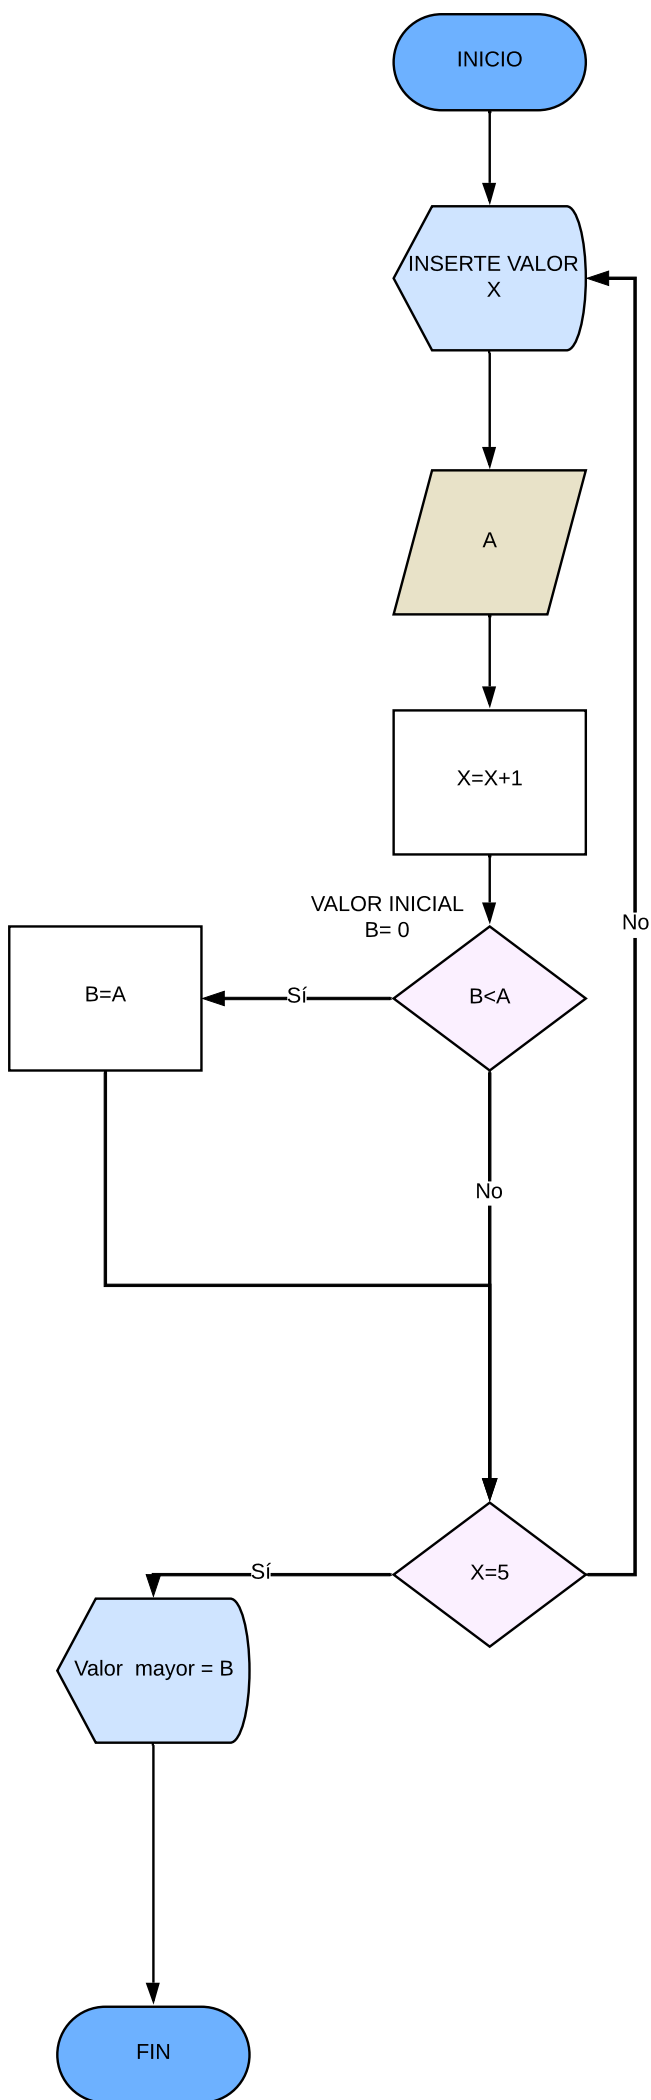 INICIO
INSERTE VALOR
X
A
X=X+1
VALOR INICIAL
B= 0
No
B=A
Sí
B<A
No
Sí
X=5
Valor  mayor = B
FIN